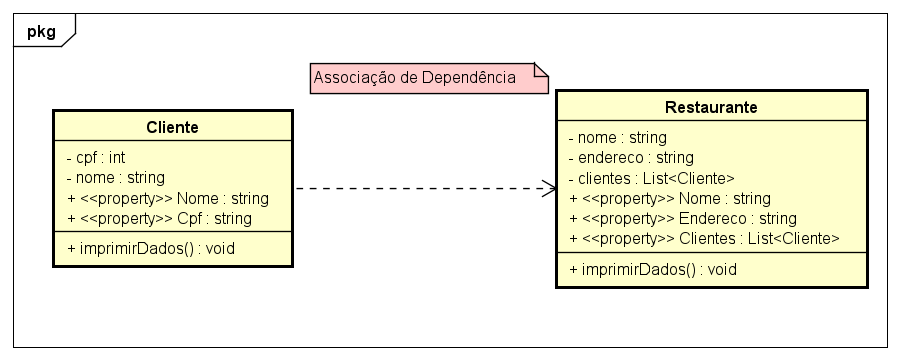 pkg
Associação de Dependência
Cliente
- cpf : int
- nome : string
+ <<property>> Nome : string
+ <<property>> Cpf : string
+ imprimirDados() : void
Restaurante
- nome : string
- endereco : string
- clientes : List<Cliente>
+ <<property>> Nome : string
+ <<property>> Endereco : string
+ <<property>> Clientes : List<Cliente>
+ imprimirDados() : void